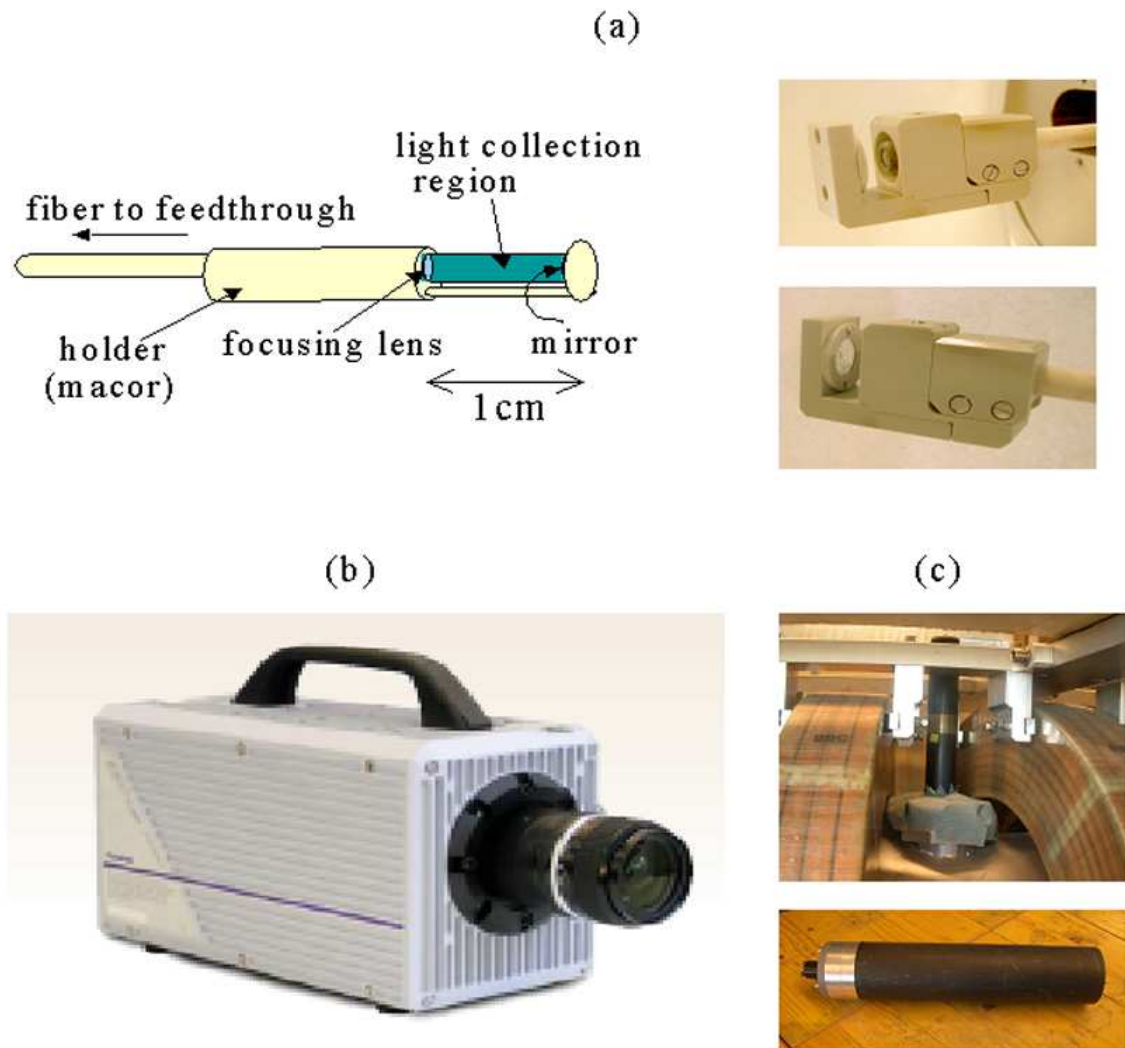 (a)
light collection
region
fiber to feedthrough
holder
(macor)
focusing lens
mirror
1cm
(b)
(c)